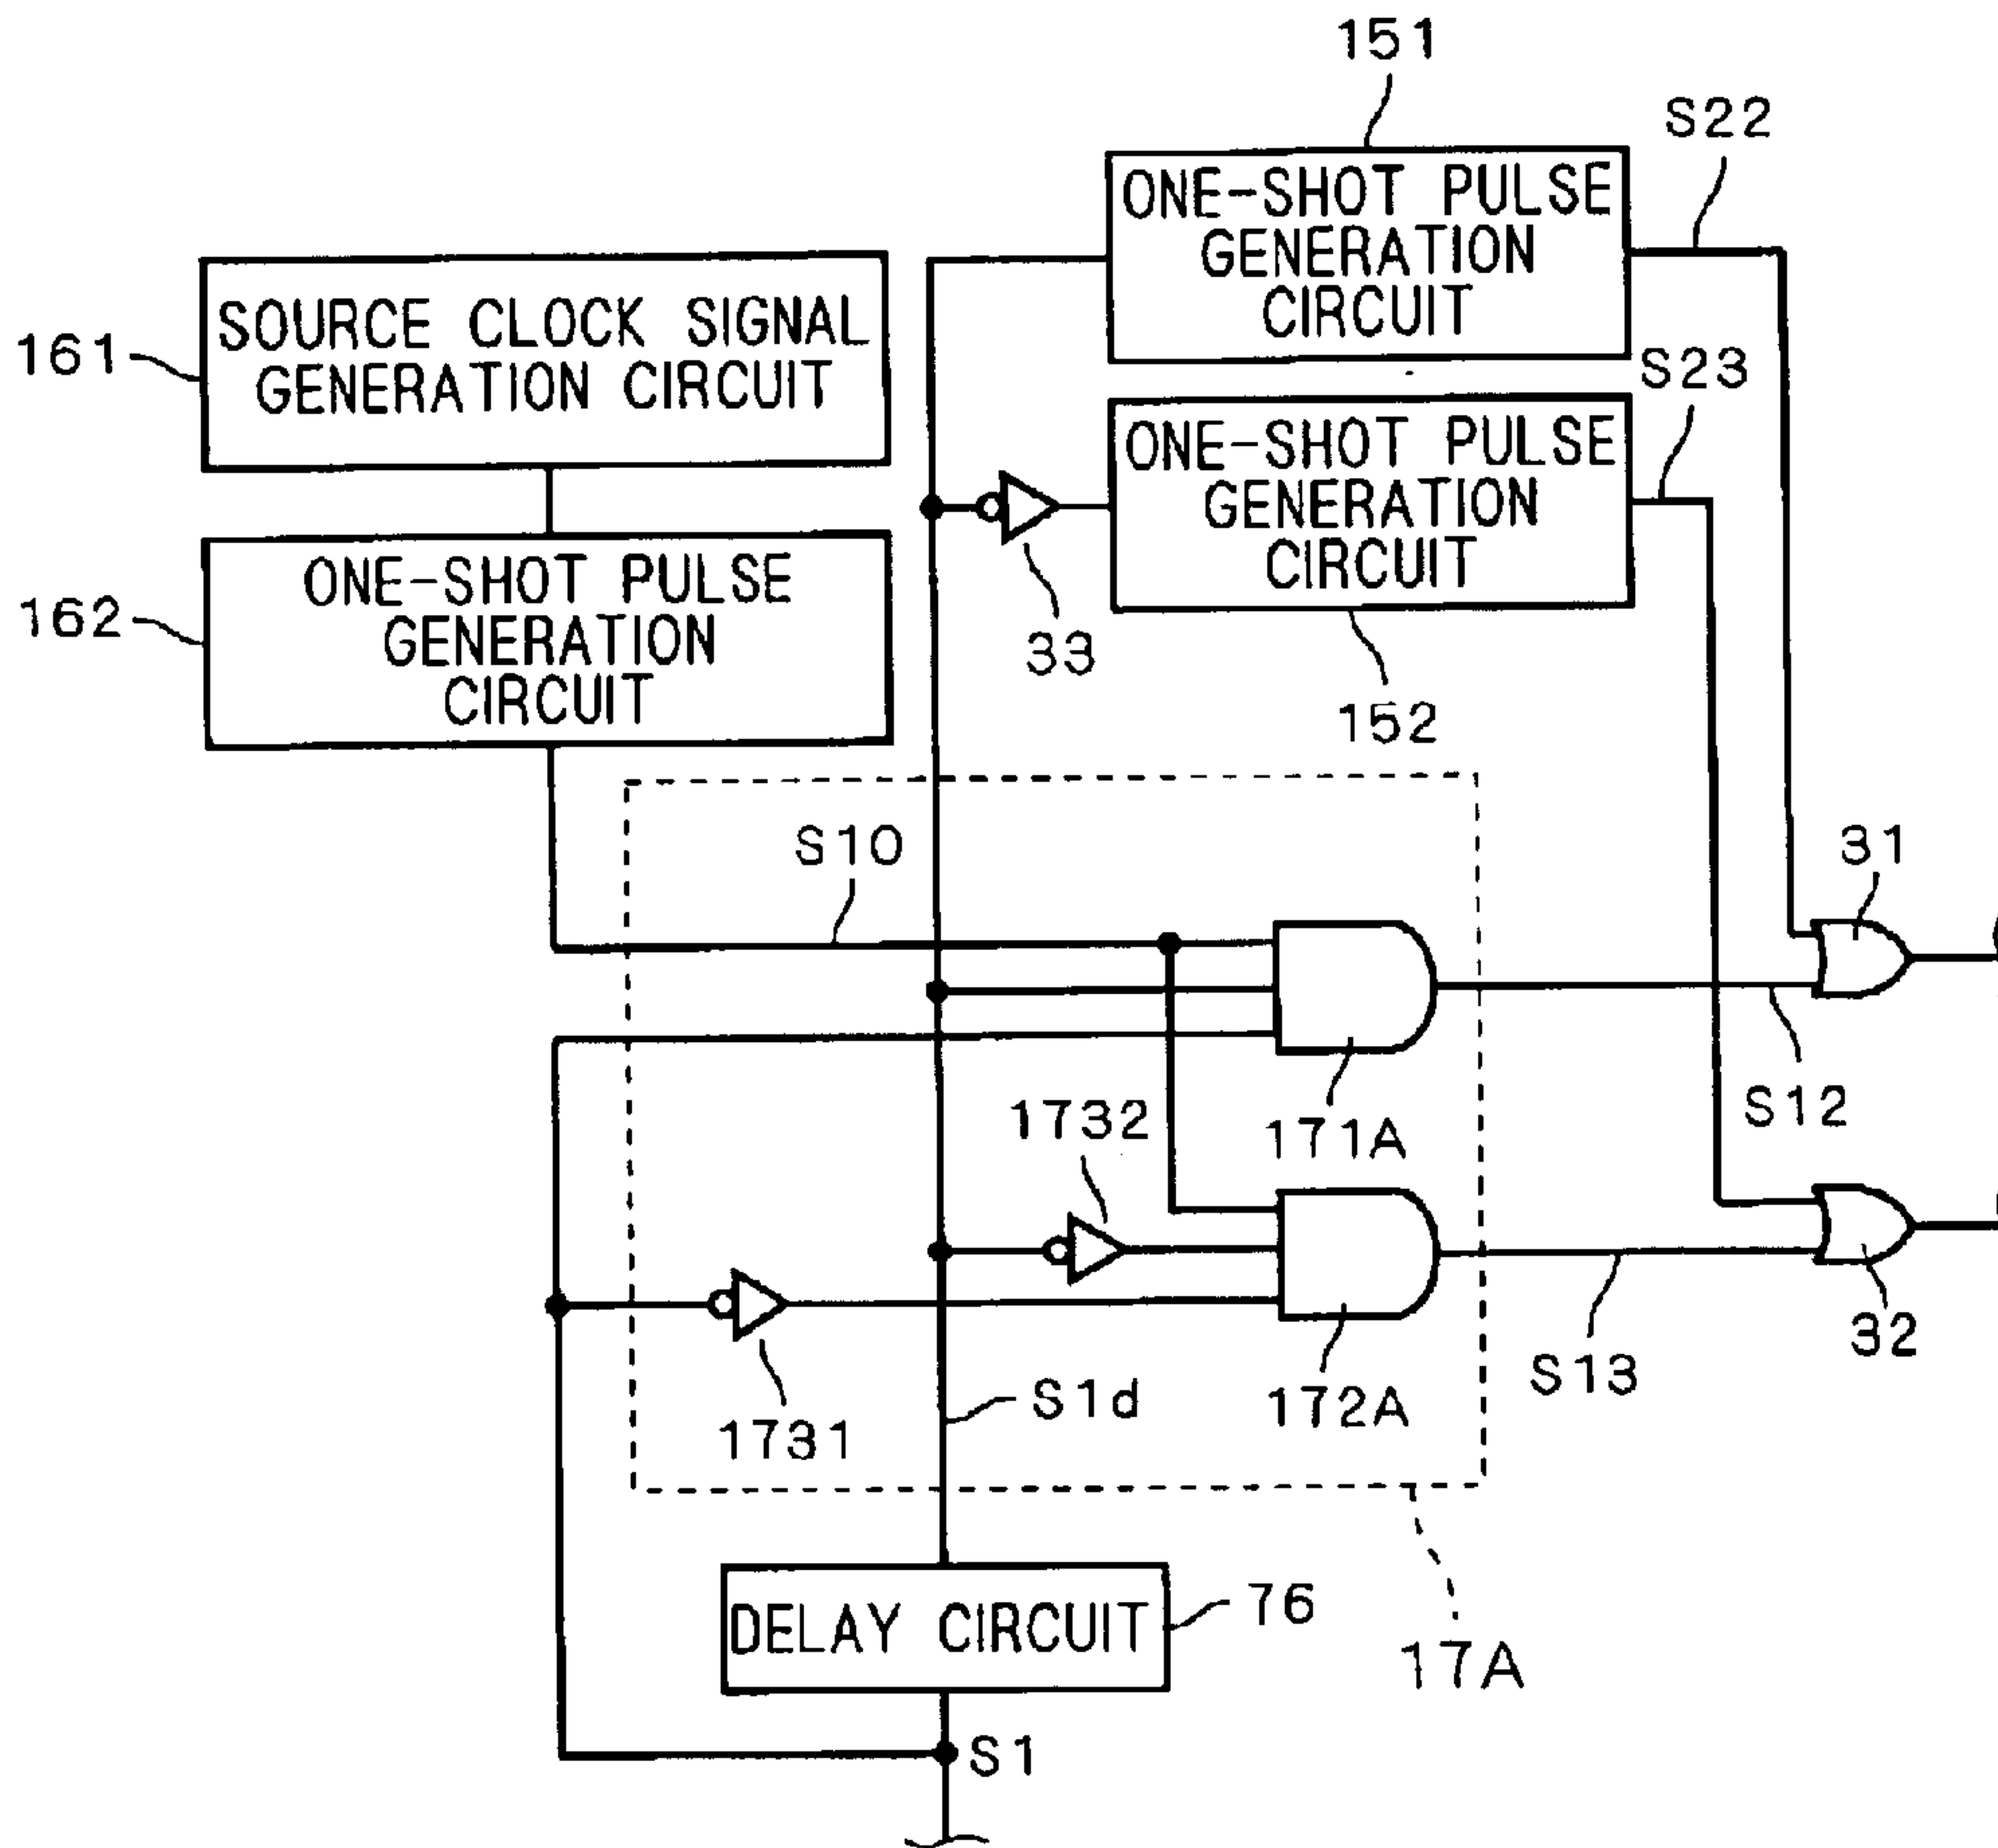 151
S22
ONE-SHOT PULSE
GENERATION
CIRCUIT
SOURCE CLOCK SIGNAL
GENERATION CIRCUIT
161
S23
ONE-SHOT PULSE
GENERATION
CIRCUIT
33
152
ONE-SHOT PULSE
GENERATION
CIRCUIT
162
S10
31
S12
1732
171A
S13
32
1731
S1d
172A
DELAY CIRCUIT
76
17A
S1